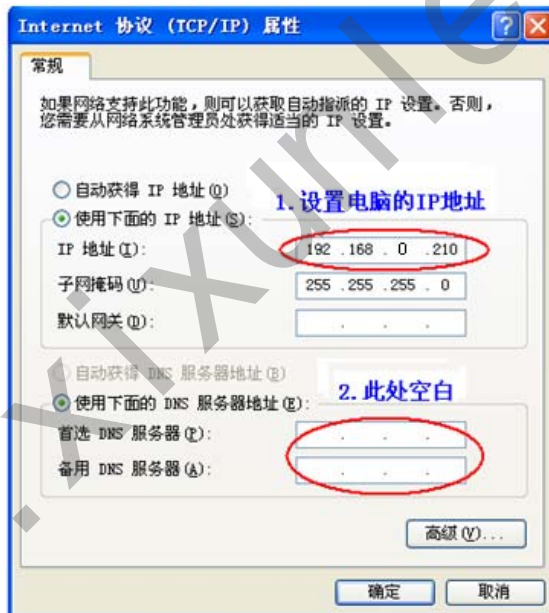 Internet 协议 (TCP/IP) 属性
常规
如果网络支持此功能，则可以获取自动指派的 IP 设置。否则，
您需要从网络系统管理员处获得适当的 IP 设置。
自动获得 IP 地址(O)
1.设置电脑的IP地址
使用下面的 IP 地址(S):
IP 地址(I): 192 .168 . 0 .210
子网掩码(U): 255 .255 .255 . 0
默认网关(D): . . .
自动获得 DNS 服务器地址(B)
2.此处空白
使用下面的 DNS 服务器地址(E):
首选 DNS 服务器(P): . . .
备用 DNS 服务器(A): . . .
高级(V)...
确定 取消
.xixunle